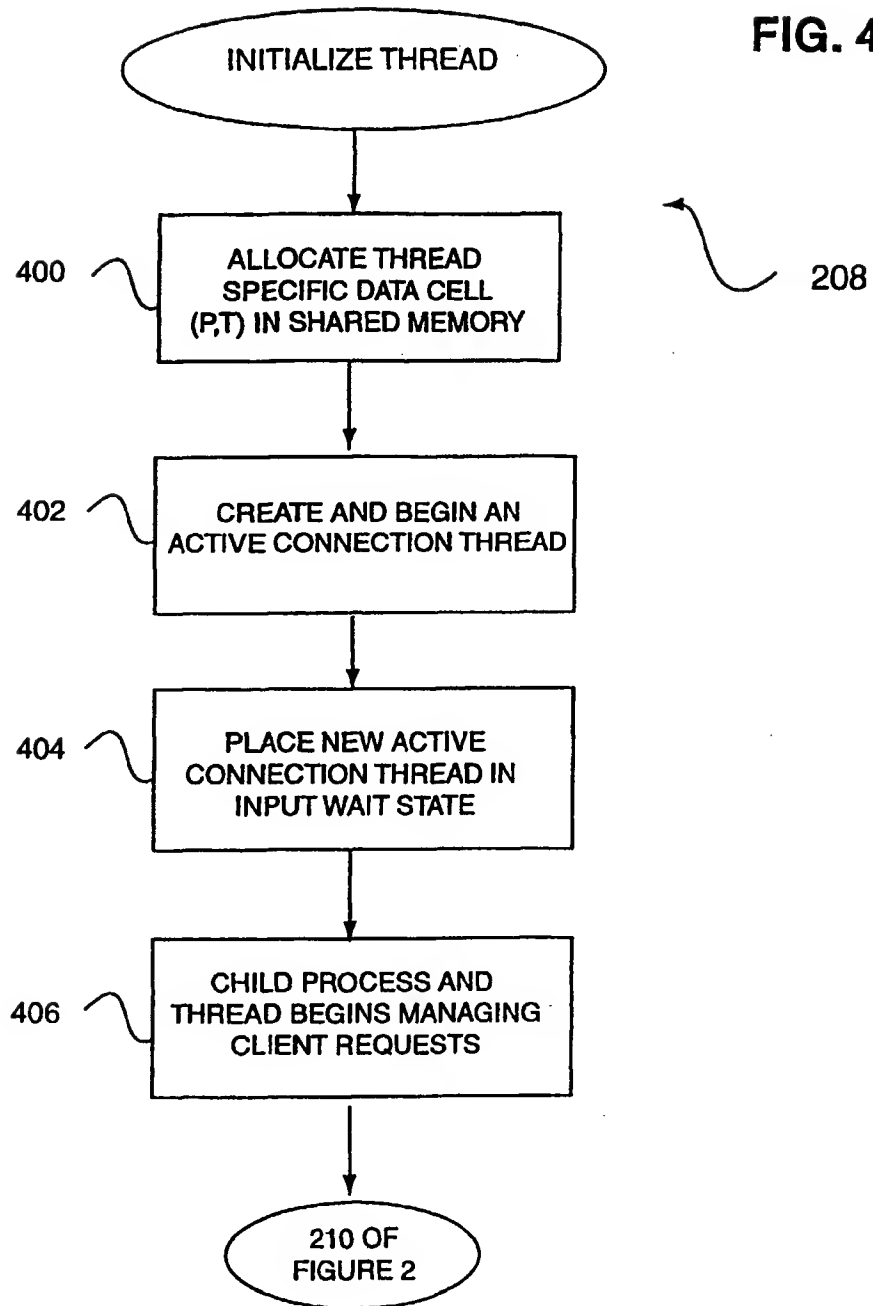 FIG. 4
INITIALIZE THREAD
208
400
ALLOCATE THREAD
SPECIFIC DATA CELL
(P,T) IN SHARED MEMORY
402
CREATE AND BEGIN AN
ACTIVE CONNECTION THREAD
404
PLACE NEW ACTIVE
CONNECTION THREAD IN
INPUT WAIT STATE
406
CHILD PROCESS AND
THREAD BEGINS MANAGING
CLIENT REQUESTS
210 OF
FIGURE 2